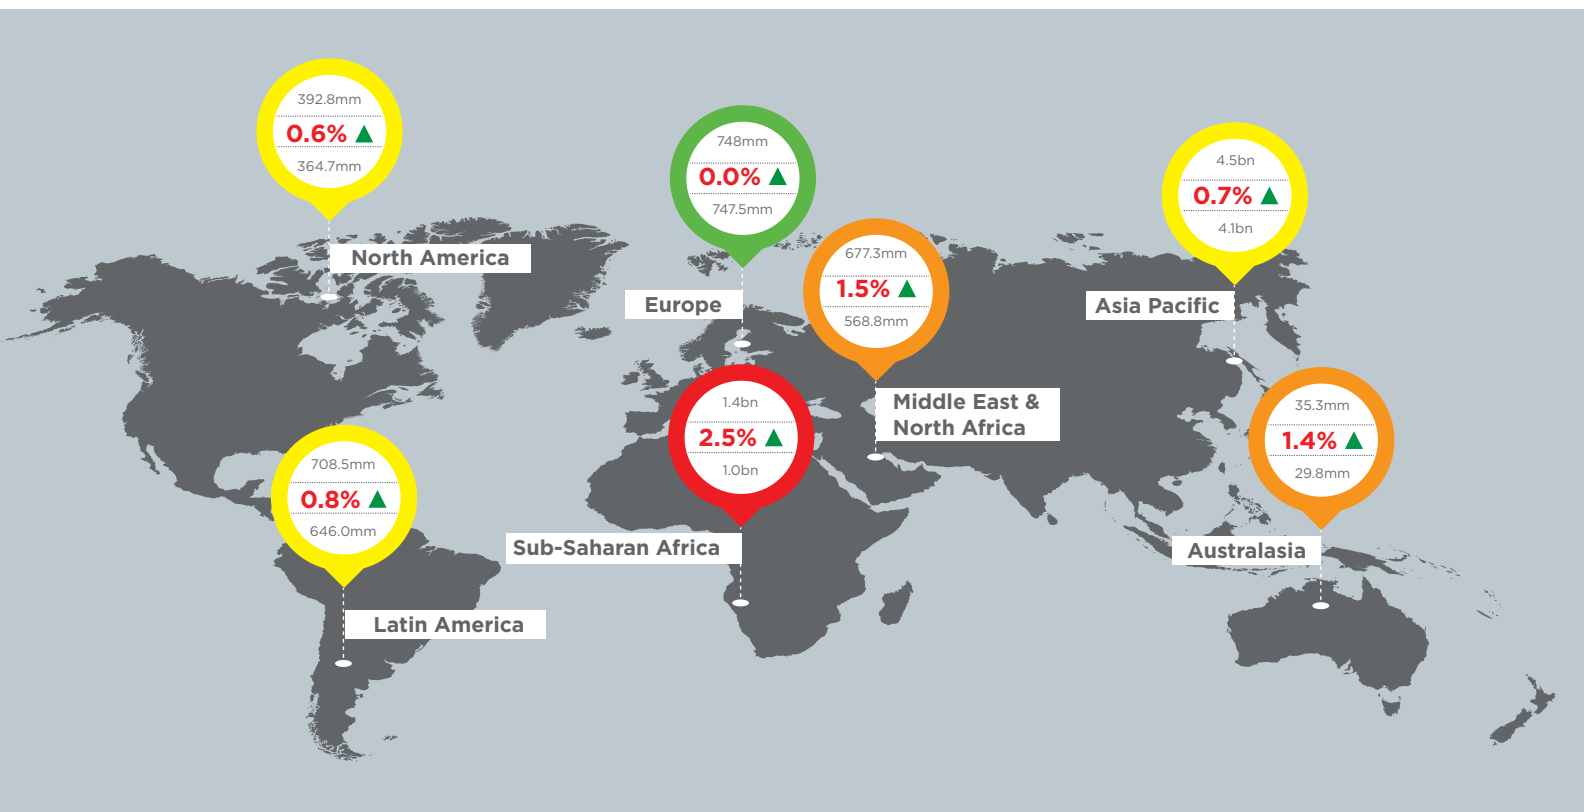 392.8mm
0.6%
364.7mm
North America
748mm
0.0%
747.5mm
Europe
677.3mm
1.5%
568.8mm
Middle East &
North Africa
4.5bn
0.7%
4.1bn
Asia Pacific
708.5mm
0.8%
646.0mm
Latin America
1.4bn
2.5%
1.0bn
Sub-Saharan Africa
35.3mm
1.4%
29.8mm
Australasia